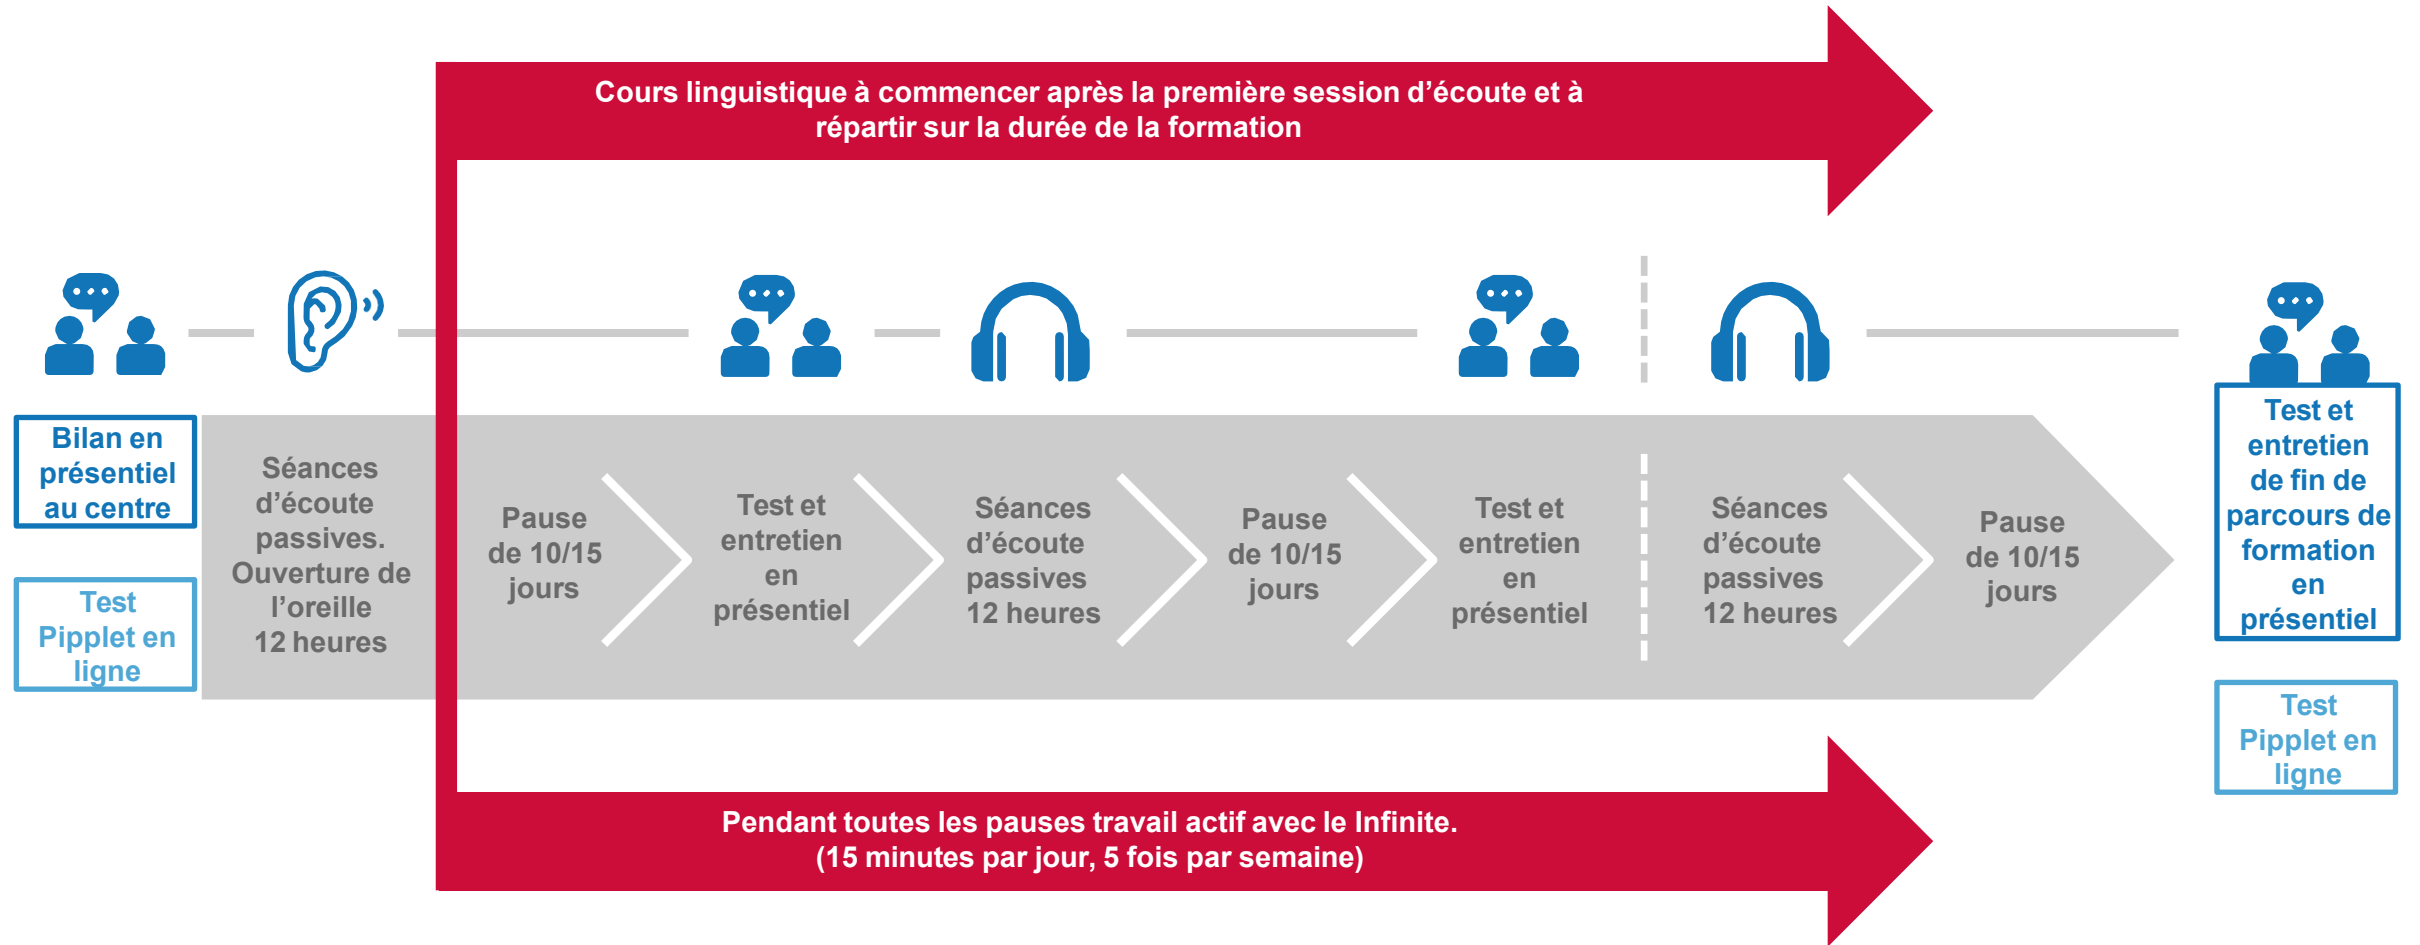 Cours linguistique à commencer après la première session d’écoute et à
répartir sur la durée de la formation
Bilan en
présentiel
au centre
Test
Pipplet en
ligne
Séances
d’écoute
passives.
Ouverture de
l’oreille
12 heures
Pause
de 10/15
jours
Test et
entretien
en
présentiel
Séances
d’écoute
passives
12 heures
Pause
de 10/15
jours
Test et
entretien
en
présentiel
Séances
d’écoute
passives
12 heures
Pause
de 10/15
jours
Test et
entretien
de fin de
parcours de
formation
en
présentiel
Test
Pipplet en
ligne
Pendant toutes les pauses travail actif avec le Infinite.
(15 minutes par jour, 5 fois par semaine)